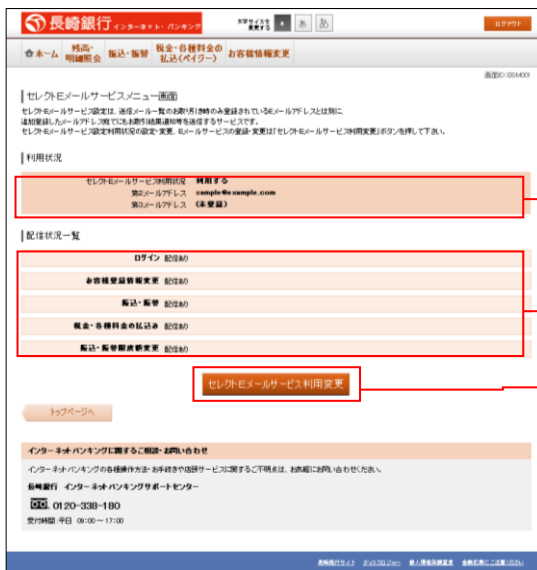 長崎銀行 インターネット・バンキング
文字サイズを変更する あ あ あ
ログアウト
ホーム 残高・明細照会 振込・振替 税金・各種料金の払込(ペイジー) お客様情報変更
セレクトEメールサービスメニュー画面
セレクトEメールサービス設定は、送信メール一覧のお取引時のみ登録されているEメールアドレスとは別に、
追加登録したメールアドレス宛てにもお取引結果通知等を送信するサービスです。
セレクトEメールサービス設定利用状況の設定・変更、Eメールサービスの登録・変更は「セレクトEメールサービス利用変更」ボタンを押して下さい。
利用状況
セレクトEメールサービス利用状況 利用する
第2メールアドレス sample@example.com
第3メールアドレス (未登録)
配信状況一覧
ログイン 配信あり
お客様登録情報変更 配信あり
振込・振替 配信あり
税金・各種料金の払込み 配信あり
振込・振替限度額変更 配信あり
セレクトEメールサービス利用変更
トップページへ
インターネットバンキングに関するご相談・お問い合わせ
インターネットバンキングの各種操作方法・お手続きや店頭サービスに関するご不明点は、お気軽にお問い合わせください。
長崎銀行 インターネットバンキングサポートセンター
0120-338-180
受付時間:平日 09:00～17:00
長崎銀行サイト